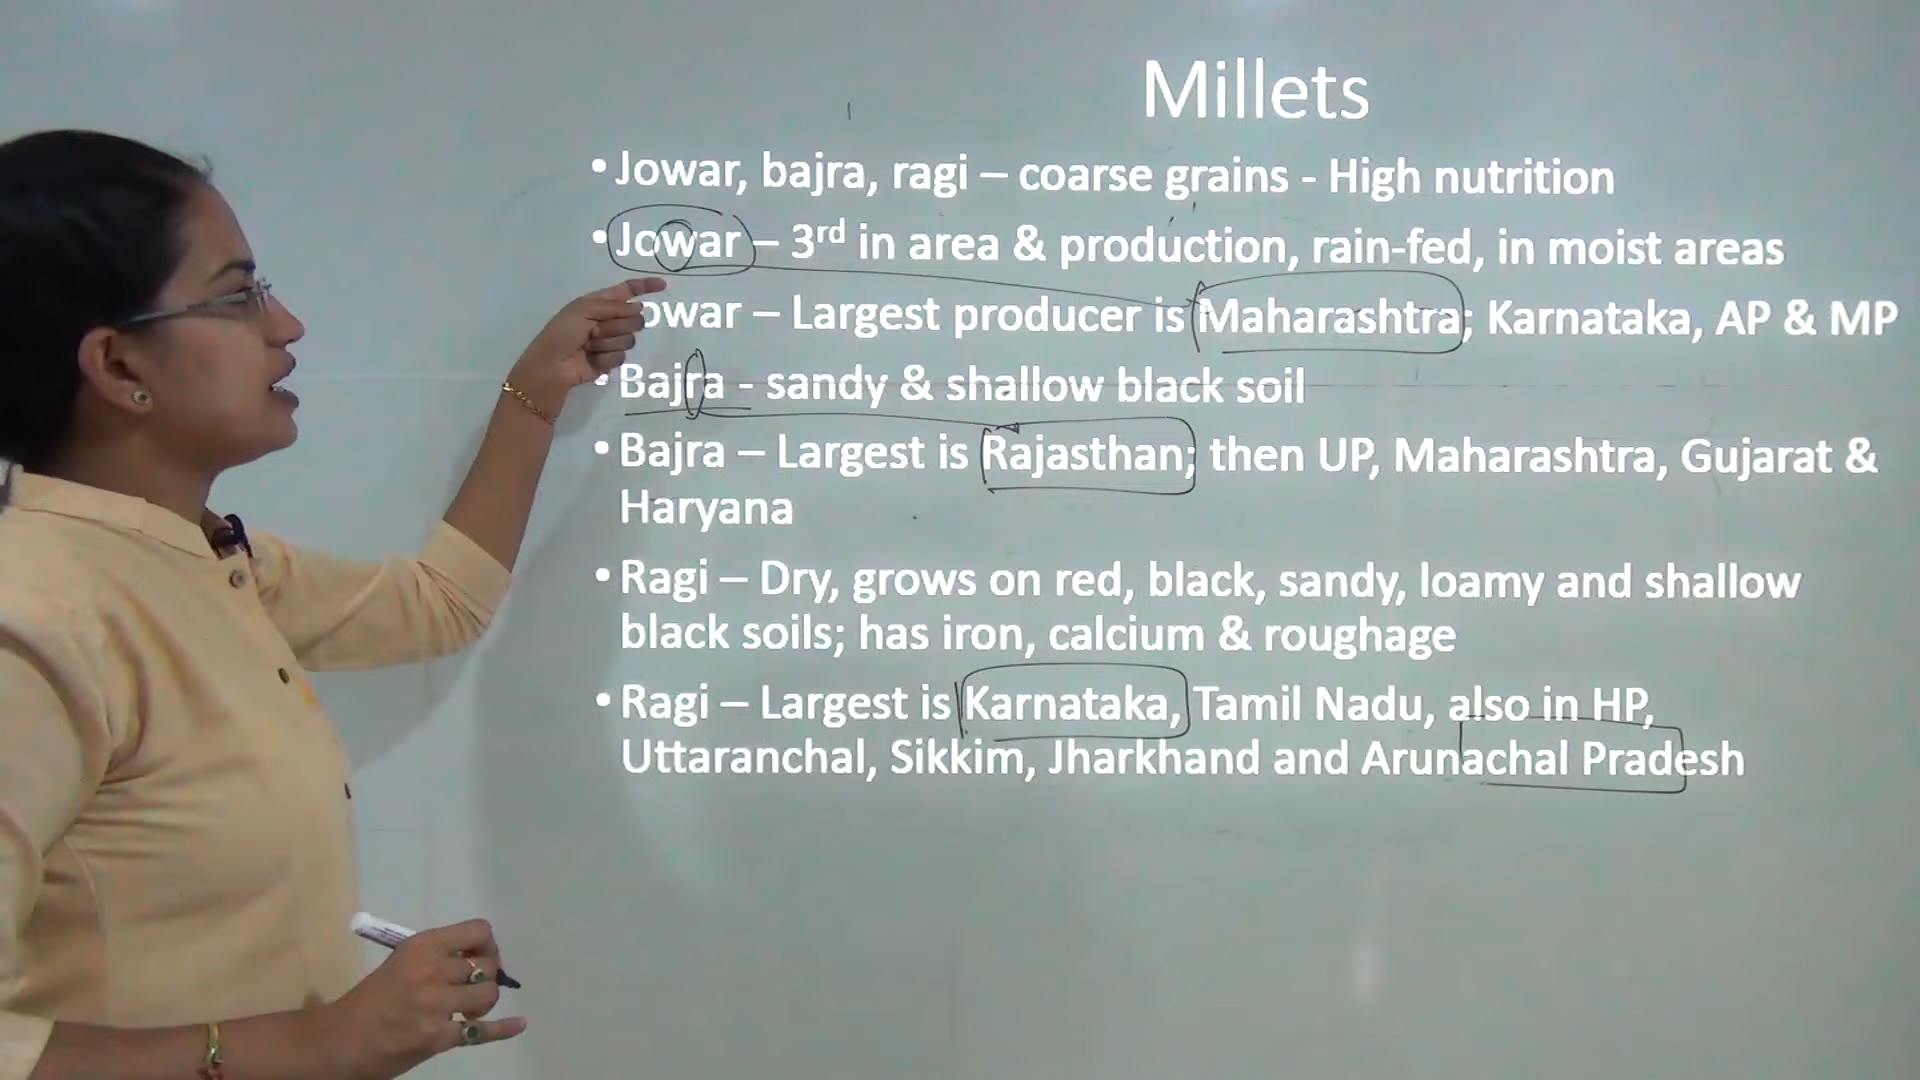 Millets
• Jowar, bajra, ragi – coarse grains - High nutrition
• Jowar – 3rd in area & production, rain-fed, in moist areas
owar – Largest producer is Maharashtra; Karnataka, AP & MP
• Bajra - sandy & shallow black soil
• Bajra – Largest is Rajasthan; then UP, Maharashtra, Gujarat &
Haryana
• Ragi – Dry, grows on red, black, sandy, loamy and shallow
black soils; has iron, calcium & roughage
• Ragi – Largest is Karnataka, Tamil Nadu, also in HP,
Uttaranchal, Sikkim, Jharkhand and Arunachal Pradesh